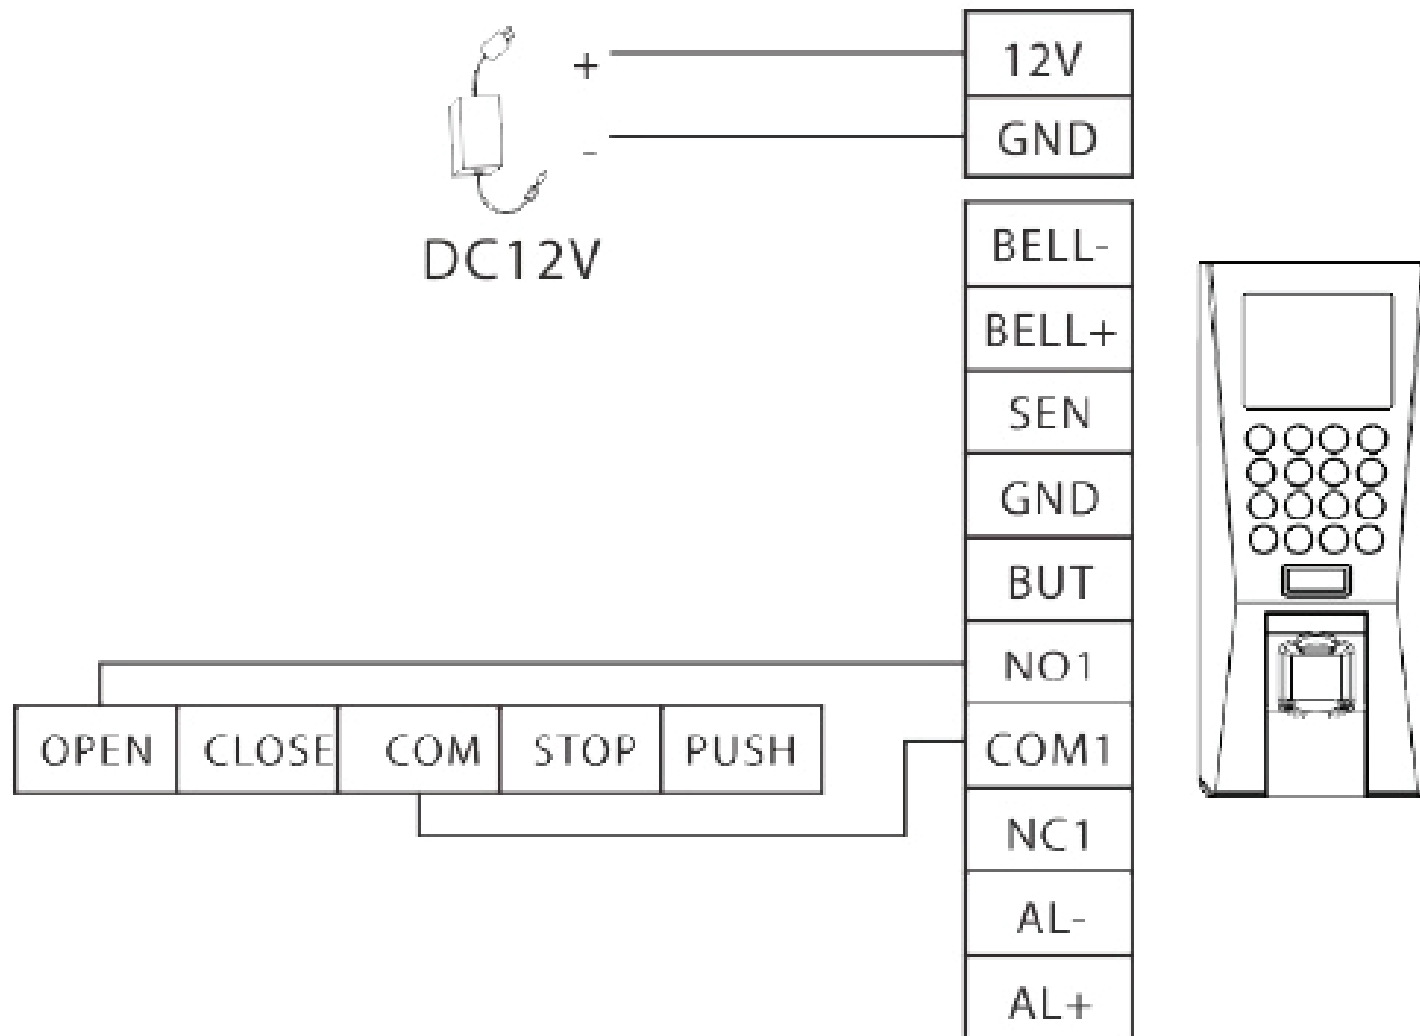 +
12V
-
GND
DC12V
BELL-
BELL+
SEN
GND
BUT
NO1
OPEN CLOSE COM STOP PUSH
COM1
NC1
AL-
AL+